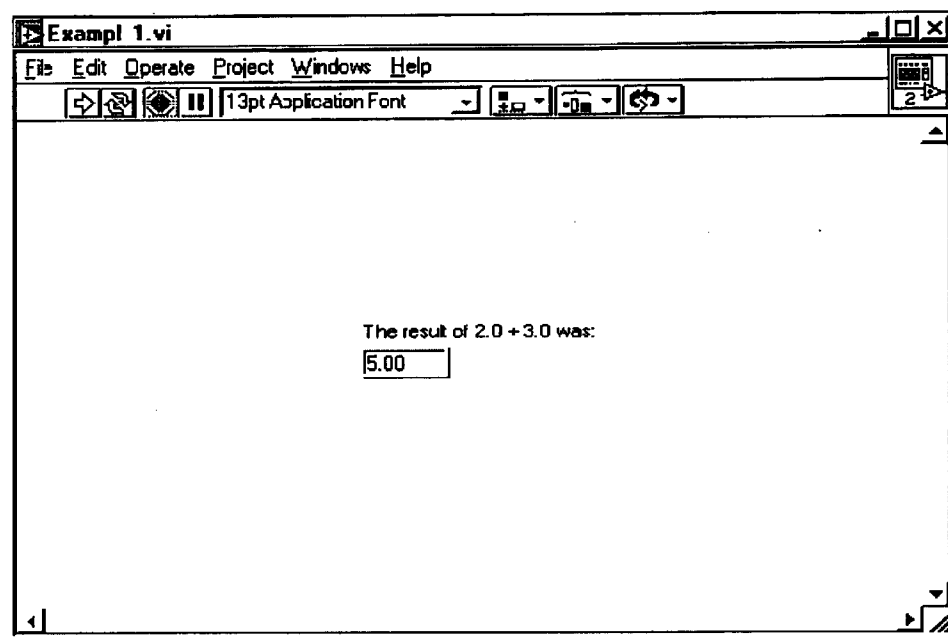 Exampl 1.vi
File Edit Operate Project Windows Help
13pt Application Font
2
The result of 2.0 + 3.0 was:
5.00